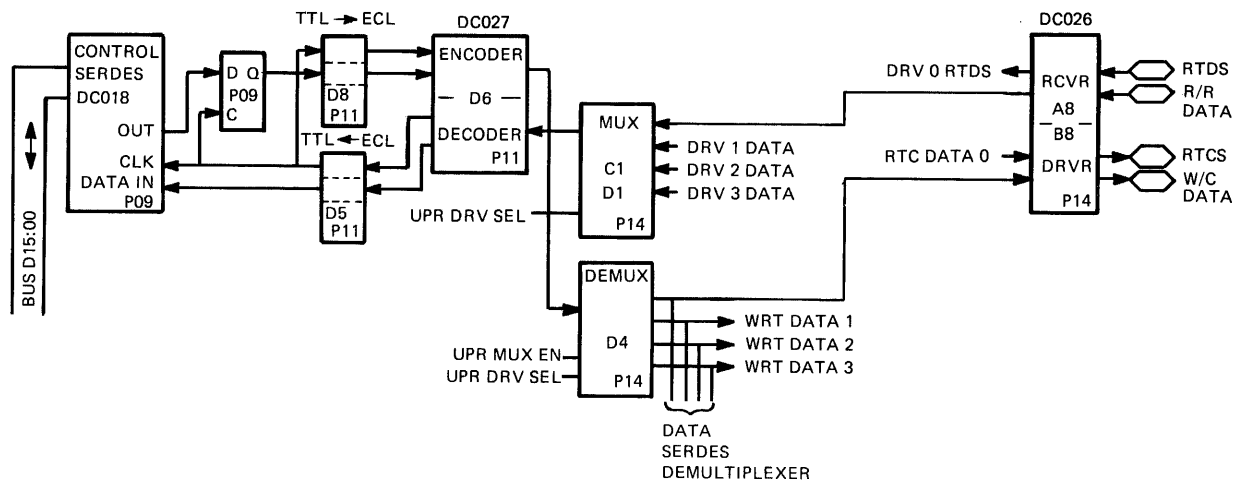 TTL → ECL
DC027
DC026
CONTROL
SERDES
DC018
OUT
CLK
DATA IN
P09
BUS D15:00
D Q
P09
C
D8
P11
TTL ← ECL
D5
P11
ENCODER
D6
DECODER
P11
MUX
C1
D1
P14
DRV 1 DATA
DRV 2 DATA
DRV 3 DATA
UPR DRV SEL
DEMUX
D4
P14
UPR MUX EN
UPR DRV SEL
WRT DATA 1
WRT DATA 2
WRT DATA 3
DATA
SERDES
DEMULTIPLEXER
DRV 0 RTDS
RTC DATA 0
RCVR
A8
B8
DRVR
P14
RTDS
R/R
DATA
RTCS
W/C
DATA